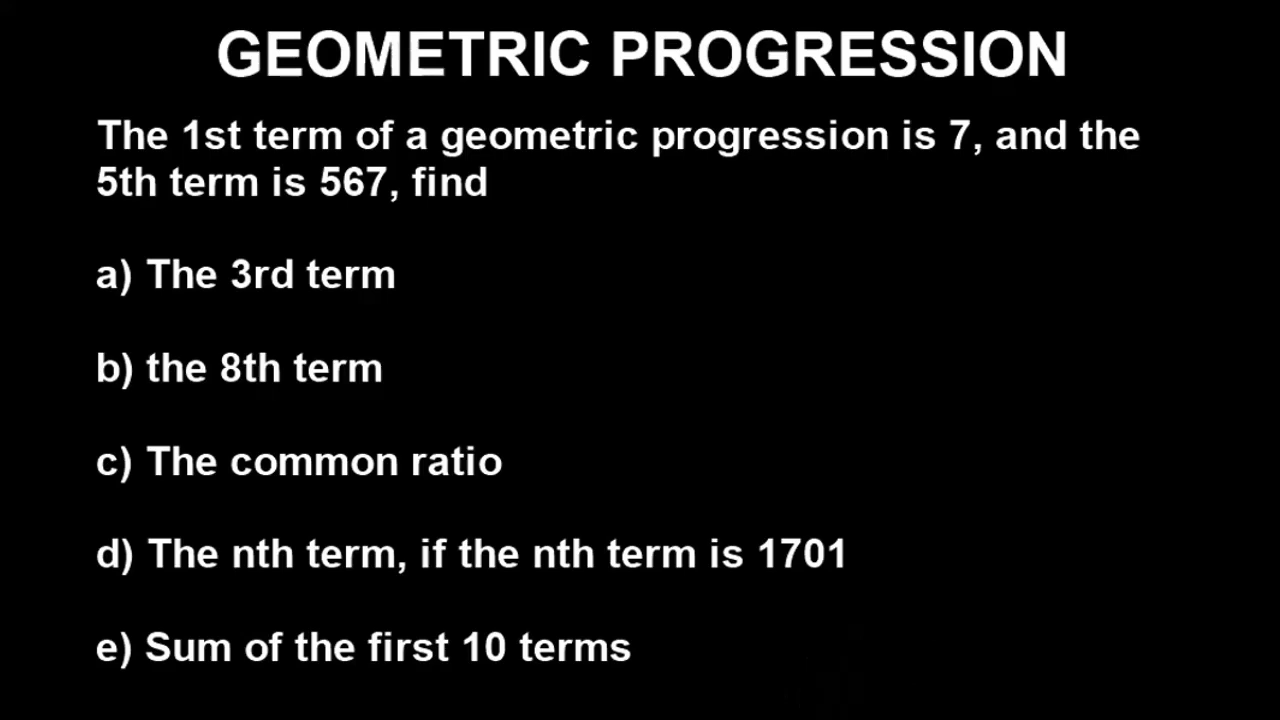 GEOMETRIC PROGRESSION
The 1st term of a geometric progression is 7, and the
5th term is 567, find
a) The 3rd term
b) the 8th term
c) The common ratio
d) The nth term, if the nth term is 1701
e) Sum of the first 10 terms